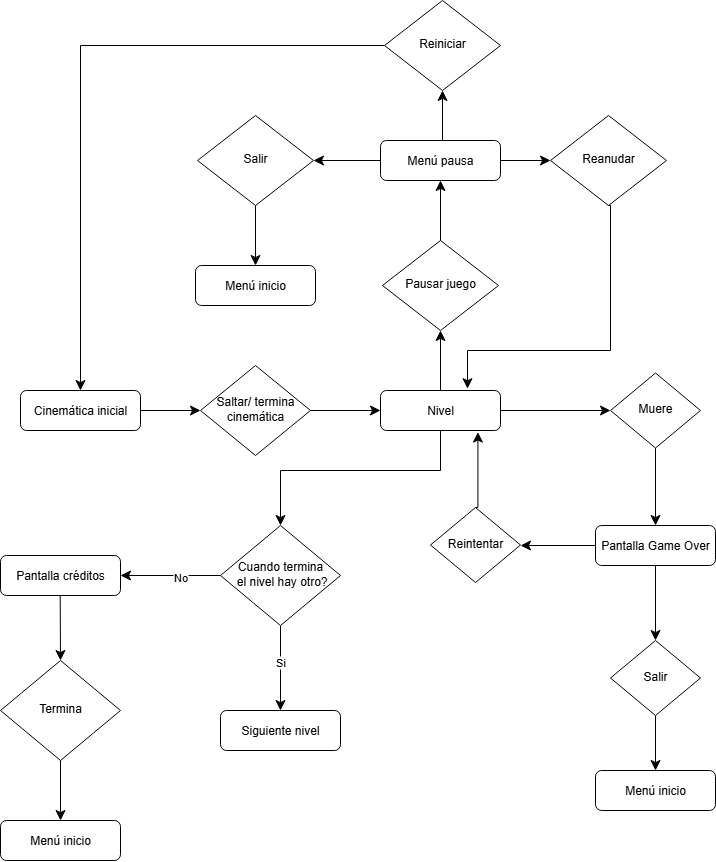 Reiniciar
Salir
Menú pausa
Reanudar
Menú inicio
Pausar juego
Cinemática inicial
Saltar/ termina
cinemática
Nivel
Muere
Reintentar
Pantalla Game Over
Pantalla créditos
No
Cuando termina
el nivel hay otro?
Si
Salir
Termina
Siguiente nivel
Menú inicio
Menú inicio